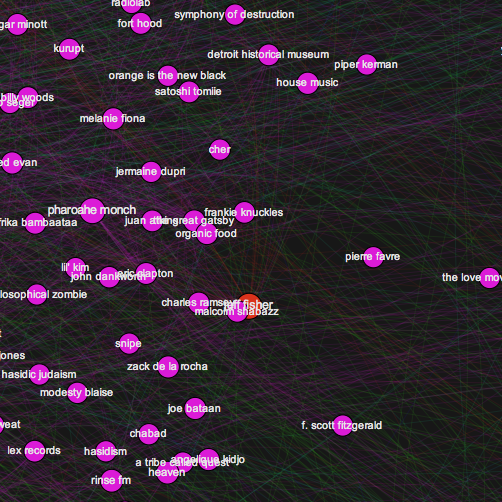 radiolab
symphony of destruction
gar minott
fort hood
kurupt
detroit historical museum
piper kerman
orange is the new black
house music
satoshi tomiie
billy woods
seger
melanie fiona
cher
ed evan
jermaine dupri
pharoahe monch
frankie knuckles
frika bambaataa
juan atkins
great gatsby
organic food
pierre favre
lil' kim
eric clapton
john dankworth
the love mov
losophical zombie
charles ramsey
jeff fisher
malcolm shabazz
snipe
ones
zack de la rocha
hasidic judaism
modesty blaise
joe bataan
weat
f. scott fitzgerald
chabad
lex records
hasidism
angelique kidjo
a tribe called quest
heaven
rinse fm